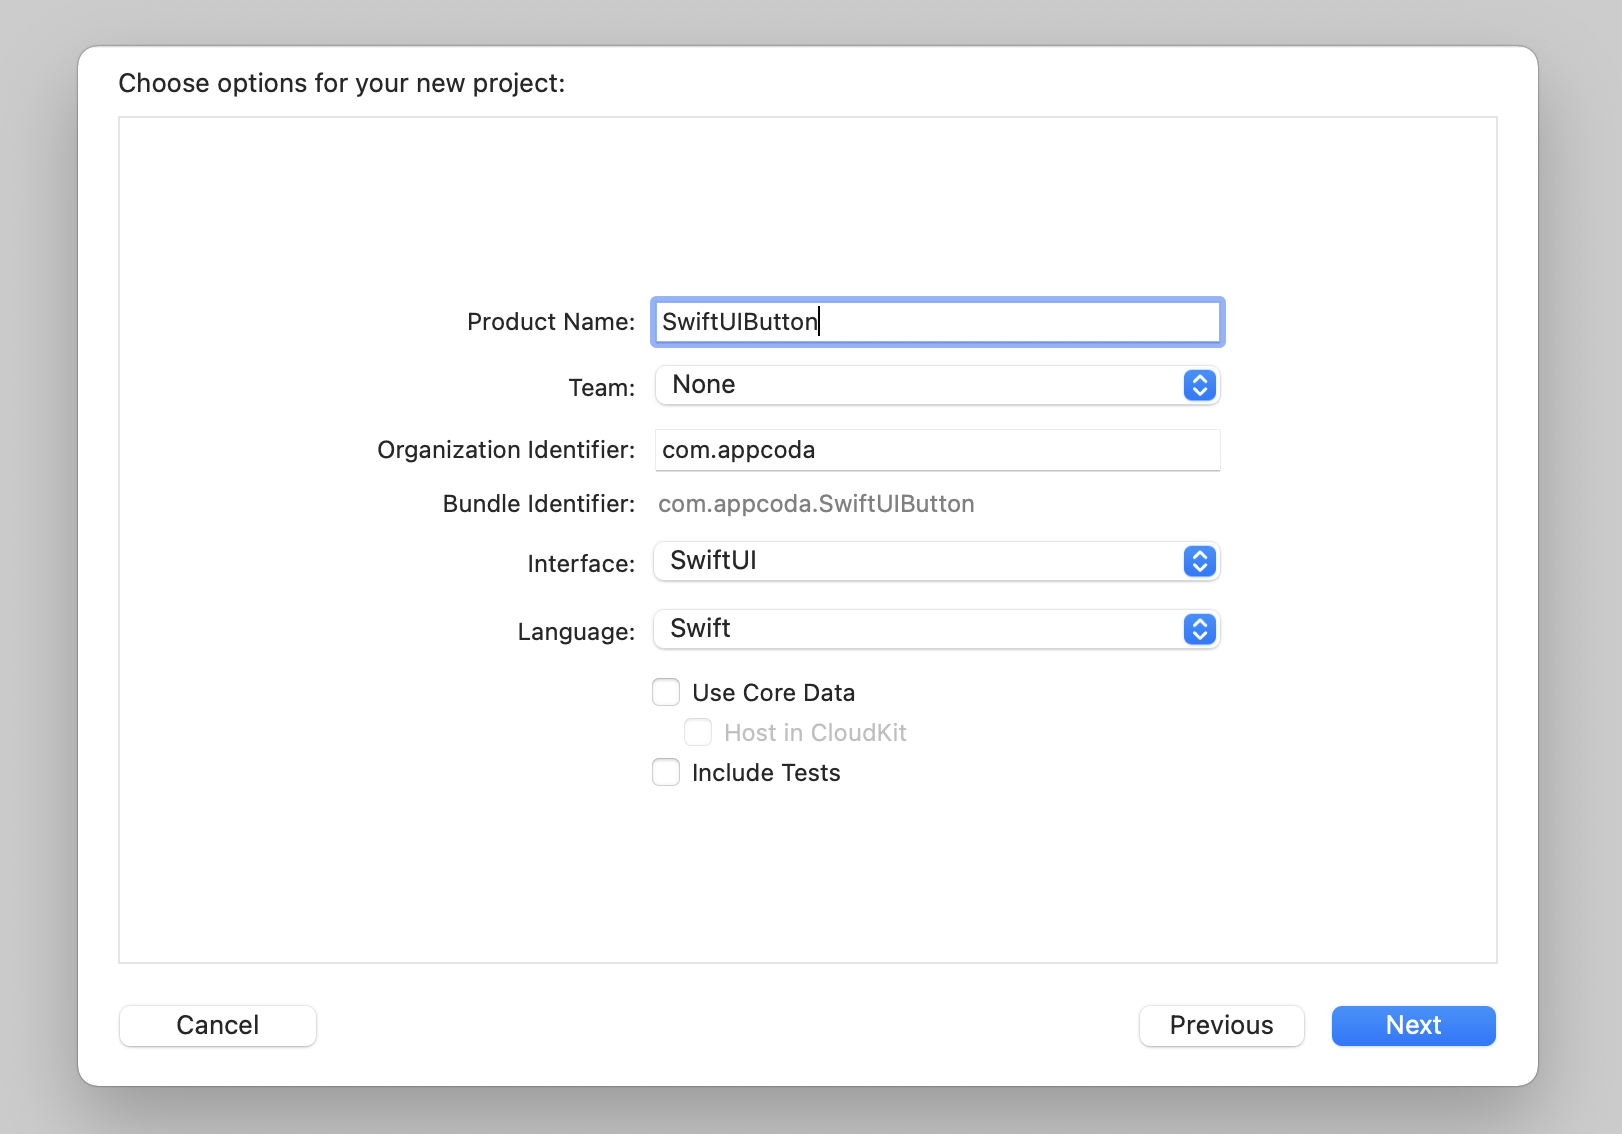 Choose options for your new project:
Product Name: SwiftUIButton
Team: None
Organization Identifier: com.appcoda
Bundle Identifier: com.appcoda.SwiftUIButton
Interface: SwiftUI
Language: Swift
Use Core Data
Host in CloudKit
Include Tests
Cancel Previous Next